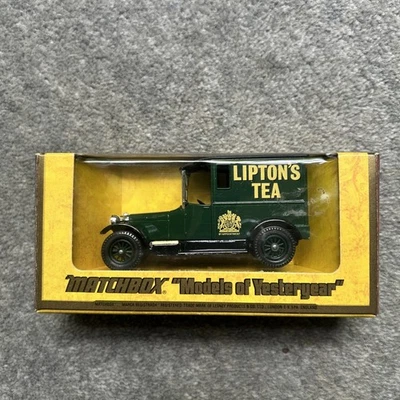 LIPTON'S
TEA
MATCHBOX "Models of Yesteryear"